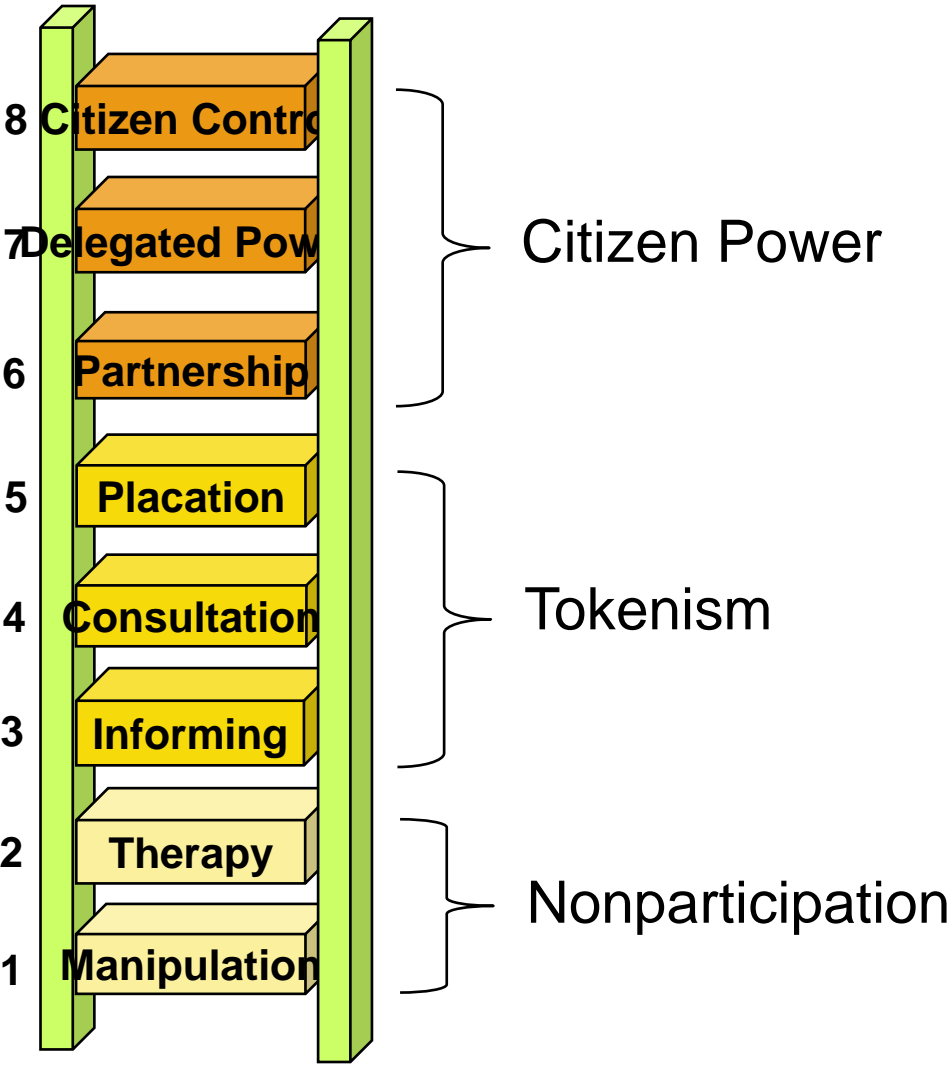 8 Citizen Contro
7 Delegated Pow
Citizen Power
6 Partnership
5 Placation
4 Consultation
Tokenism
3 Informing
2 Therapy
Nonparticipation
1 Manipulation